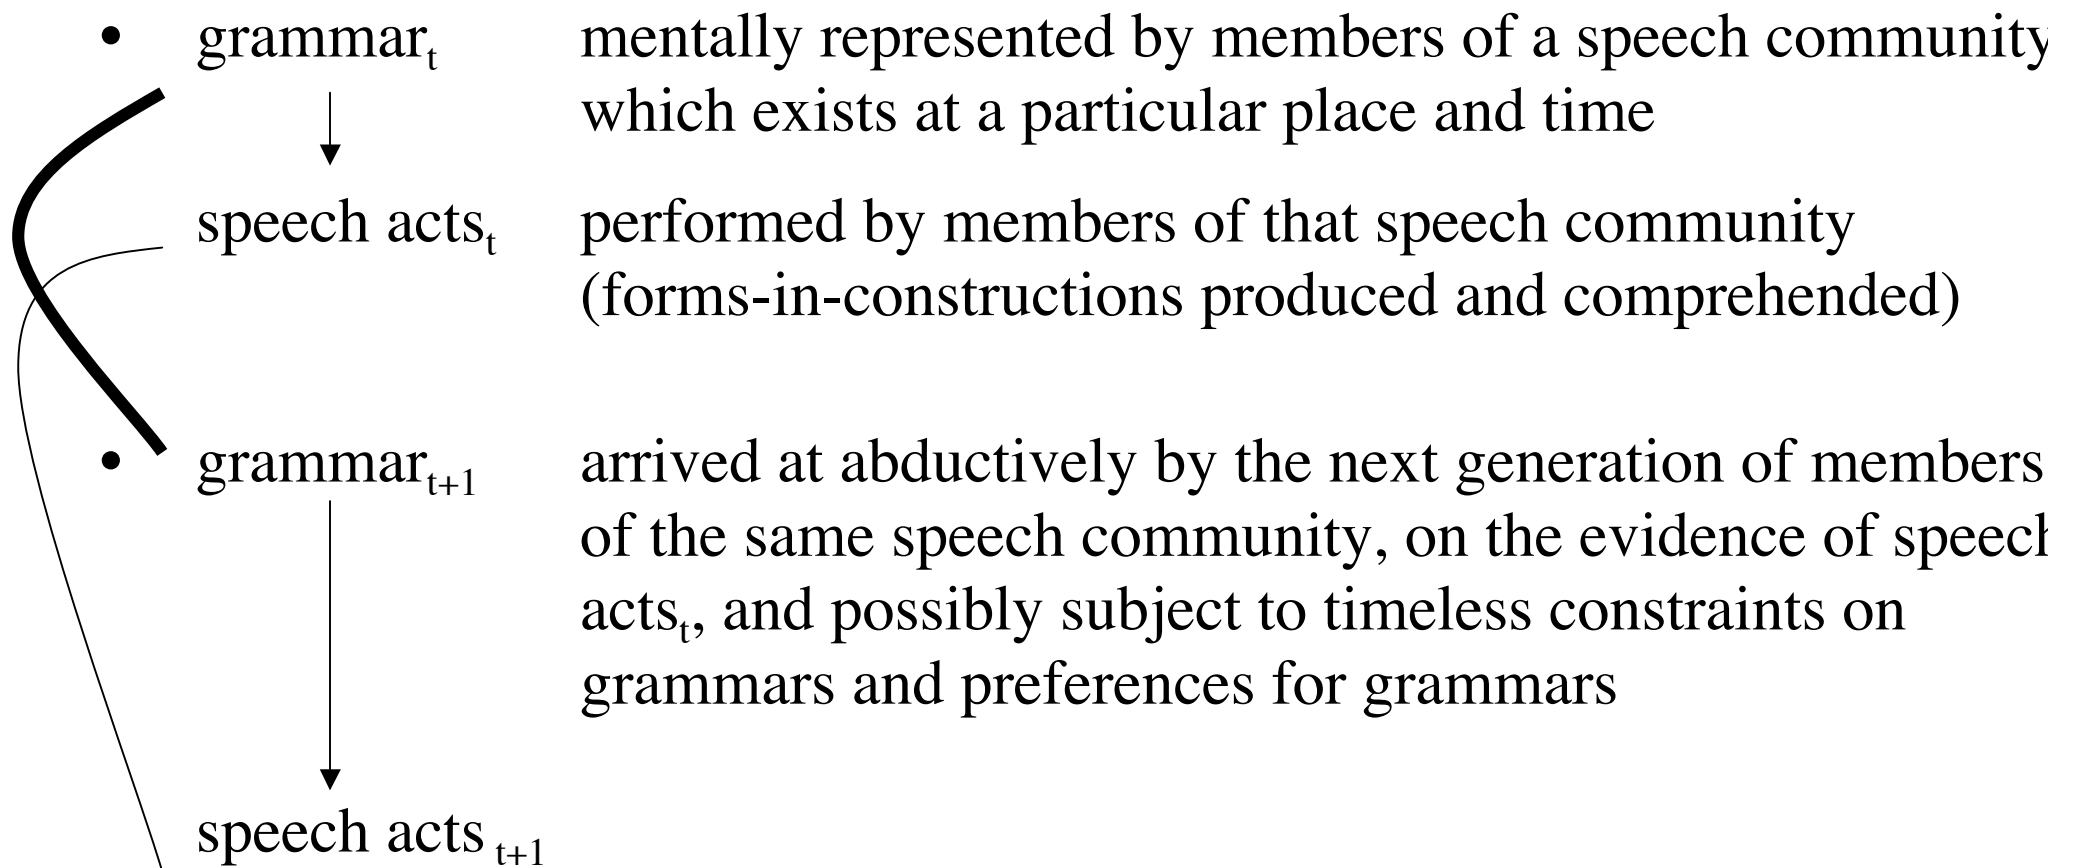 • grammar_t mentally represented by members of a speech community
which exists at a particular place and time
speech acts_t performed by members of that speech community
(forms-in-constructions produced and comprehended)
• grammar_t+1 arrived at abductively by the next generation of members
of the same speech community, on the evidence of speech
acts_t, and possibly subject to timeless constraints on
grammars and preferences for grammars
speech acts_t+1